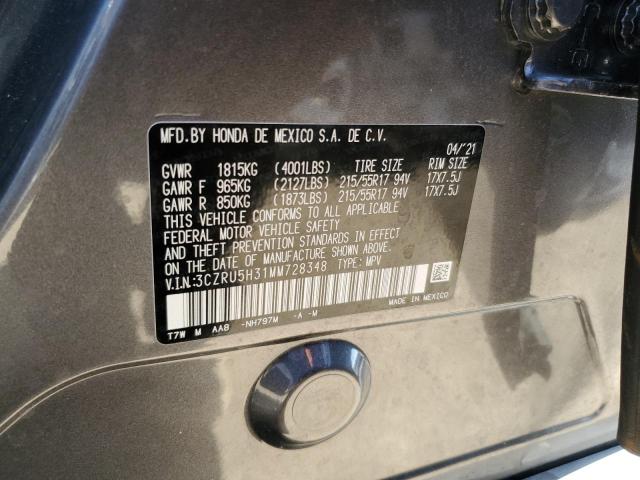 MFD.BY HONDA DE MEXICO S.A. DE C.V.
04/'21
GVWR 1815KG (4001LBS) TIRE SIZE RIM SIZE
GAWR F 965KG (2127LBS) 215/55R17 94V 17X7.5J
GAWR R 850KG (1873LBS) 215/55R17 94V 17X7.5J
THIS VEHICLE CONFORMS TO ALL APPLICABLE
FEDERAL MOTOR VEHICLE SAFETY
AND THEFT PREVENTION STANDARDS IN EFFECT
ON THE DATE OF MANUFACTURE SHOWN ABOVE.
V.I.N.:3CZRU5H31MM728348 TYPE: MPV
MADE IN MEXICO
T7W M AA8 -NH797M -A -M